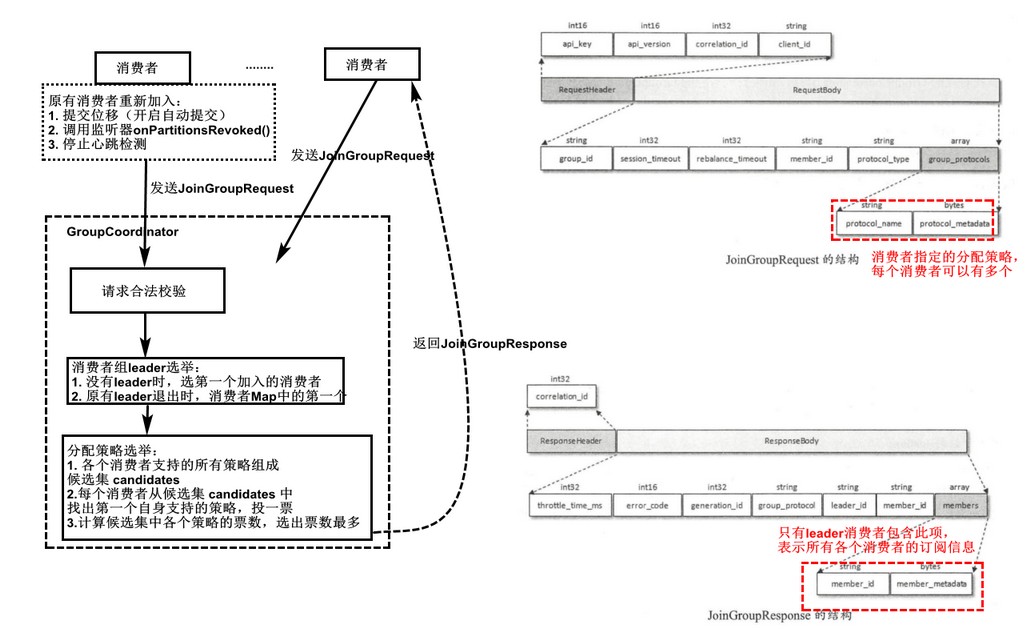 消费者
........
消费者
原有消费者重新加入：
1. 提交位移（开启自动提交）
2. 调用监听器onPartitionsRevoked()
3. 停止心跳检测
发送JoinGroupRequest
发送JoinGroupRequest
GroupCoordinator
请求合法校验
消费者组leader选举：
1. 没有leader时，选第一个加入的消费者
2. 原有leader退出时，消费者Map中的第一个
分配策略选举：
1. 各个消费者支持的所有策略组成
候选集 candidates
2.每个消费者从候选集 candidates 中
找出第一个自身支持的策略，投一票
3.计算候选集中各个策略的票数，选出票数最多
返回JoinGroupResponse
int16 int16 int32 string
api_key api_version correlation_id client_id
RequestHeader RequestBody
string int32 int32 string string array
group_id session_timeout rebalance_timeout member_id protocol_type group_protocols
string bytes
protocol_name protocol_metadata
JoinGroupRequest 的结构
消费者指定的分配策略，
每个消费者可以有多个
int32
correlation_id
ResponseHeader ResponseBody
int32 int16 int32 string string string array
throttle_time_ms error_code generation_id group_protocol leader_id member_id members
只有leader消费者包含此项，
表示所有各个消费者的订阅信息
string bytes
member_id member_metadata
JoinGroupResponse 的结构